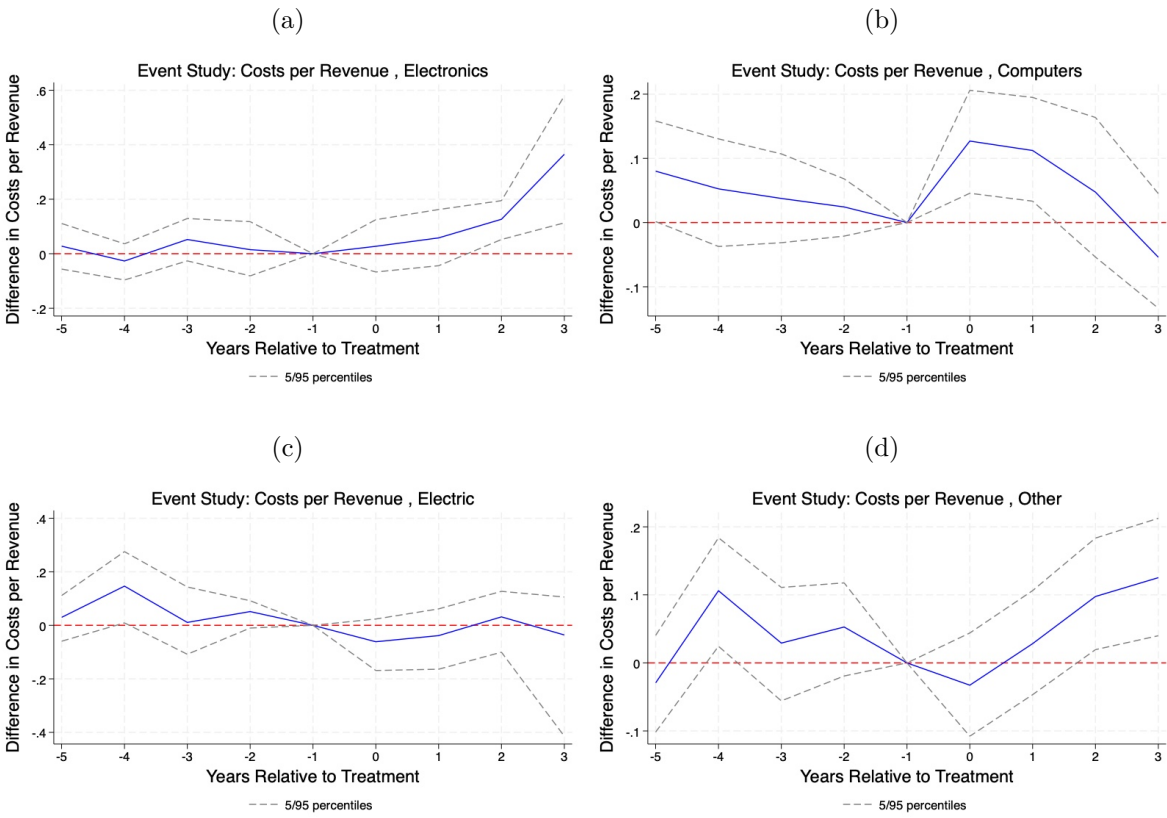 (a)
Event Study: Costs per Revenue , Electronics
Difference in Costs per Revenue
.6
.4
.2
0
-.2
-5 -4 -3 -2 -1 0 1 2 3
Years Relative to Treatment
5/95 percentiles
(b)
Event Study: Costs per Revenue , Computers
Difference in Costs per Revenue
.2
.1
0
-.1
-5 -4 -3 -2 -1 0 1 2 3
Years Relative to Treatment
5/95 percentiles
(c)
Event Study: Costs per Revenue , Electric
Difference in Costs per Revenue
.4
.2
0
-.2
-.4
-5 -4 -3 -2 -1 0 1 2 3
Years Relative to Treatment
5/95 percentiles
(d)
Event Study: Costs per Revenue , Other
Difference in Costs per Revenue
.2
.1
0
-.1
-5 -4 -3 -2 -1 0 1 2 3
Years Relative to Treatment
5/95 percentiles